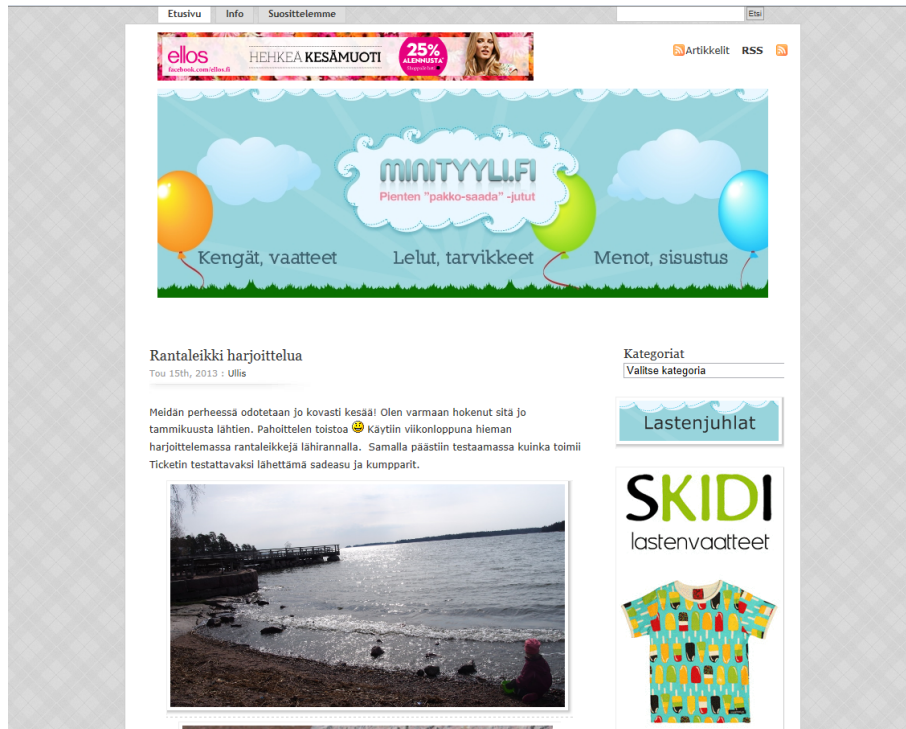 Etusivu Info Suosittelemme Etsi
ellos HEHKEÄ KESÄMUOTI 25%
facebook.com/ellos.fi ALENNUSTA*
Artikkelit RSS
MINITYYLI.FI
Pienten "pakko-saada" -jutut
Kengät, vaatteet Lelut, tarvikkeet Menot, sisustus
Rantaleikki harjoittelua
Tou 15th, 2013 : Ullis
Meidän perheessä odotetaan jo kovasti kesää! Olen varmaan hokenut sitä jo
tammikuusta lähtien. Pahoittelen toistoa Käytiin viikonloppuna hieman
harjoittelemassa rantaleikkejä lähirannalla. Samalla päästiin testaamassa kuinka toimii
Ticketin testattavaksi lähettämä sadeasu ja kumpparit.
Kategoriat
Valitse kategoria
Lastenjuhlat
SKIDI
lastenvaatteet